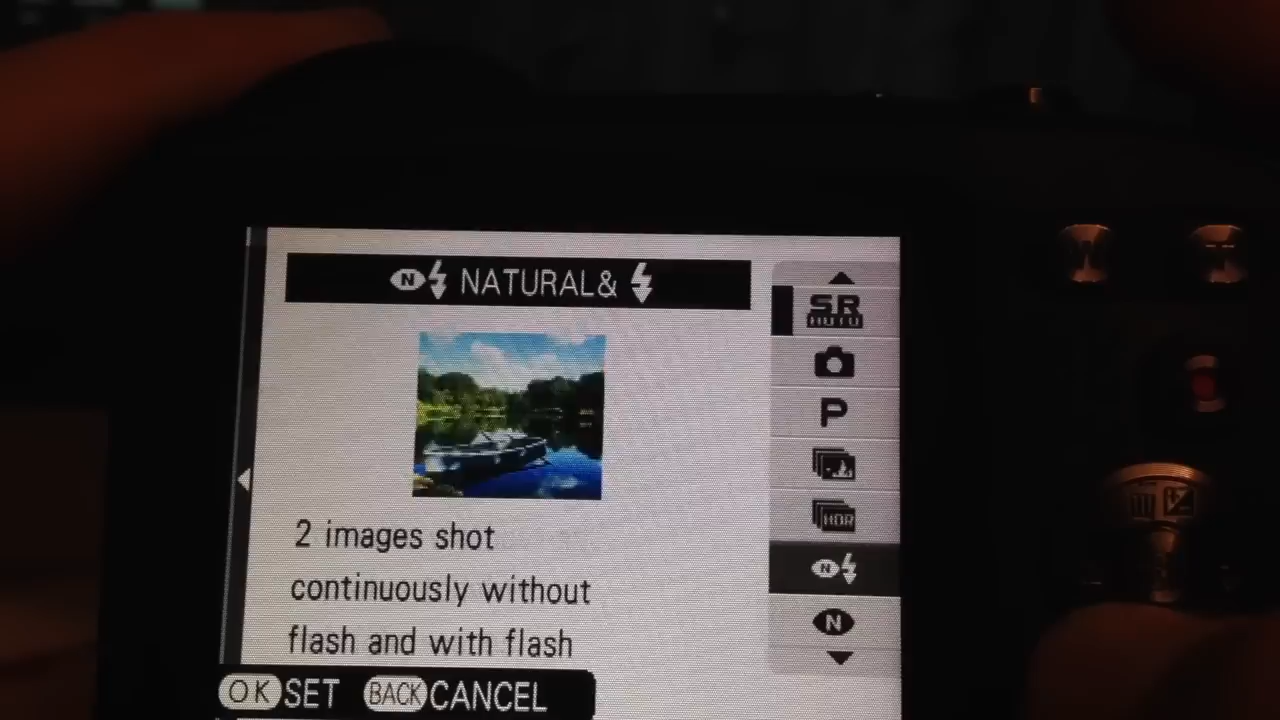 N NATURAL&
SR
AUTO
P
HDR
N
N
2 images shot
continuously without
flash and with flash
OK SET BACK CANCEL